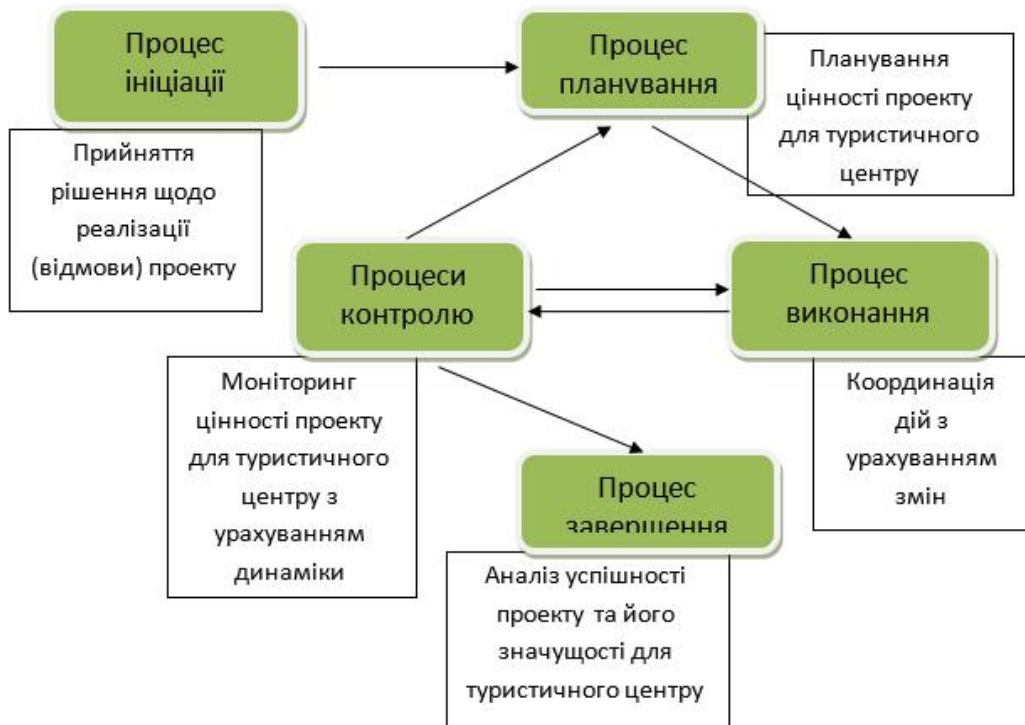 Процес
ініціації
Прийняття
рішення щодо
реалізації
(відмови) проекту
Процес
планування
Планування
цінності проекту
для туристичного
центру
Процеси
контролю
Моніторинг
цінності проекту
для туристичного
центру з
урахуванням
динаміки
Процес
виконання
Координація
дій з
урахуванням
змін
Процес
завершення
Аналіз успішності
проекту та його
значущості для
туристичного центру